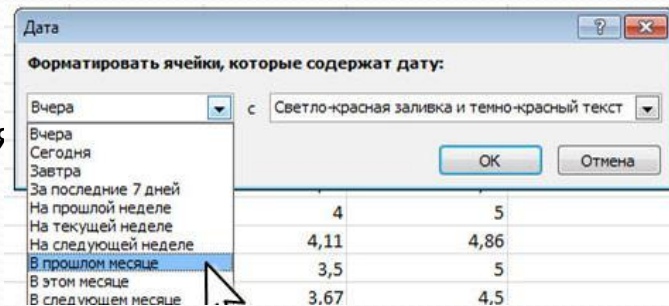 Дата
Форматировать ячейки, которые содержат дату:
Вчера с Светло-красная заливка и темно-красный текст
Вчера
Сегодня
Завтра
За последние 7 дней
На прошлой неделе
На текущей неделе
На следующей неделе
В прошлом месяце
В этом месяце
В следующем месяце
OK Отмена
4 5
4,11 4,86
3,5 5
3,67 4,5